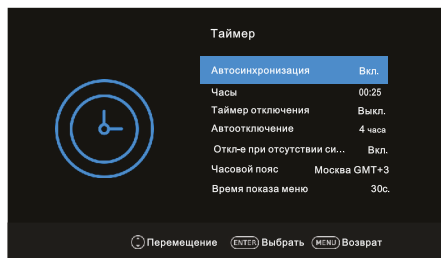 Таймер
Автосинхронизация Вкл.
Часы 00:25
Таймер отключения Выкл.
Автоотключение 4 часа
Откл-е при отсутствии си... Вкл.
Часовой пояс Москва GMT+3
Время показа меню 30с.
Перемещение ENTER Выбрать MENU Возврат